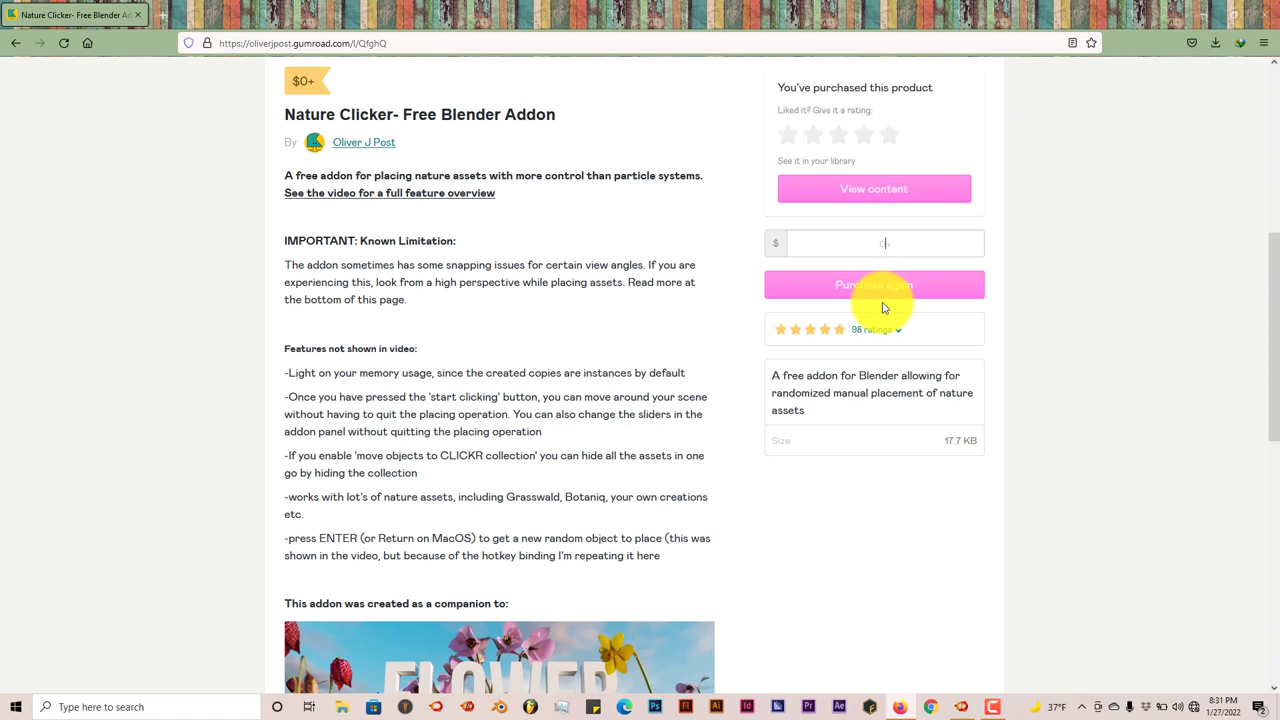 Nature Clicker- Free Blender Ad
https://oliverjpost.gumroad.com/l/QfghQ
$0+
Nature Clicker- Free Blender Addon
By Oliver J Post
A free addon for placing nature assets with more control than particle systems.
See the video for a full feature overview
IMPORTANT: Known Limitation:
The addon sometimes has some snapping issues for certain view angles. If you are
experiencing this, look from a high perspective while placing assets. Read more at
the bottom of this page.
Features not shown in video:
-Light on your memory usage, since the created copies are instances by default
-Once you have pressed the 'start clicking' button, you can move around your scene
without having to quit the placing operation. You can also change the sliders in the
addon panel without quitting the placing operation
-If you enable 'move objects to CLICKR collection' you can hide all the assets in one
go by hiding the collection
-works with lot's of nature assets, including Grasswald, Botaniq, your own creations
etc.
-press ENTER (or Return on MacOS) to get a new random object to place (this was
shown in the video, but because of the hotkey binding I'm repeating it here
This addon was created as a companion to:
FLOWER
You've purchased this product
Liked it? Give it a rating:
See it in your library
View content
$
0+
Purchase again
98 ratings
A free addon for Blender allowing for
randomized manual placement of nature
assets
Size 17.7 KB
Type here to search
Ps
Fl
Ai
Id
Pr
Ae
37°F
8:31 PM
1/27/2022
2